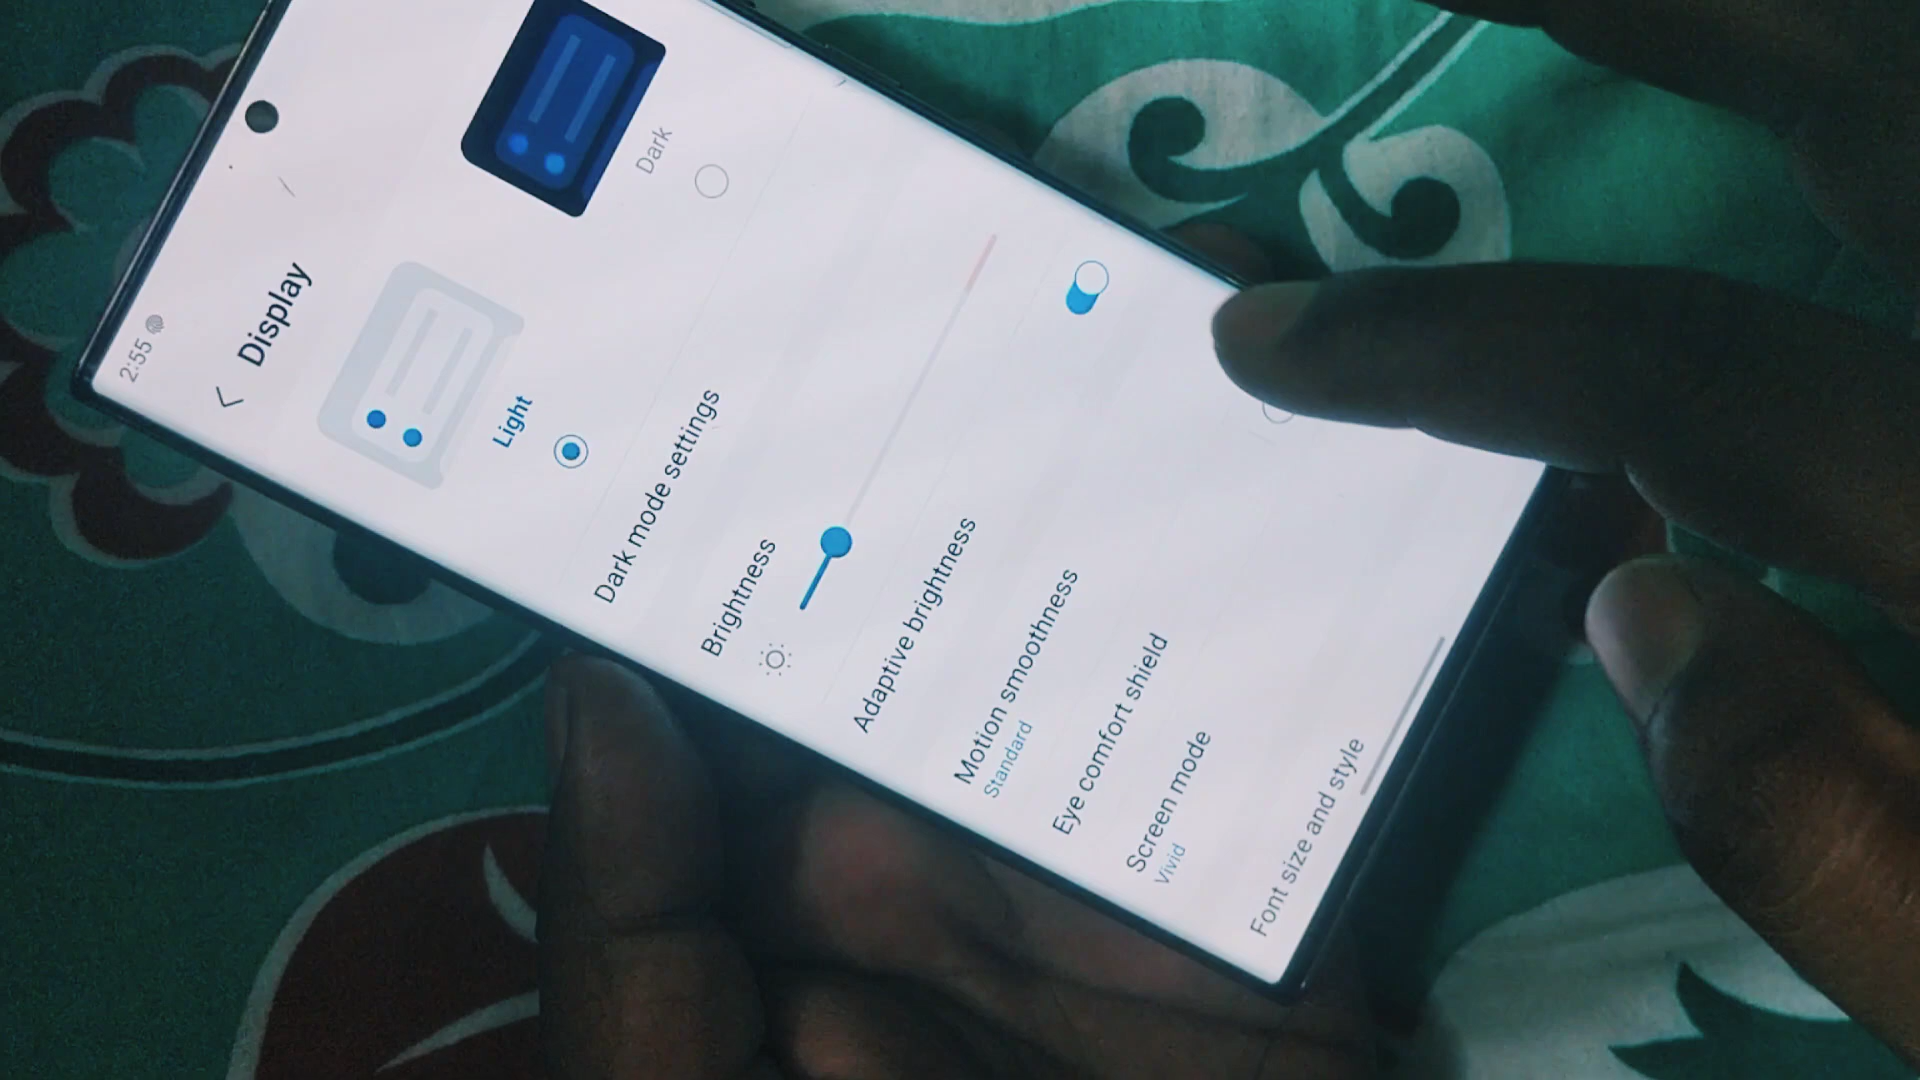 2:55
Display
Light
Dark
Dark mode settings
Brightness
Adaptive brightness
Motion smoothness
Standard
Eye comfort shield
Screen mode
Vivid
Font size and style